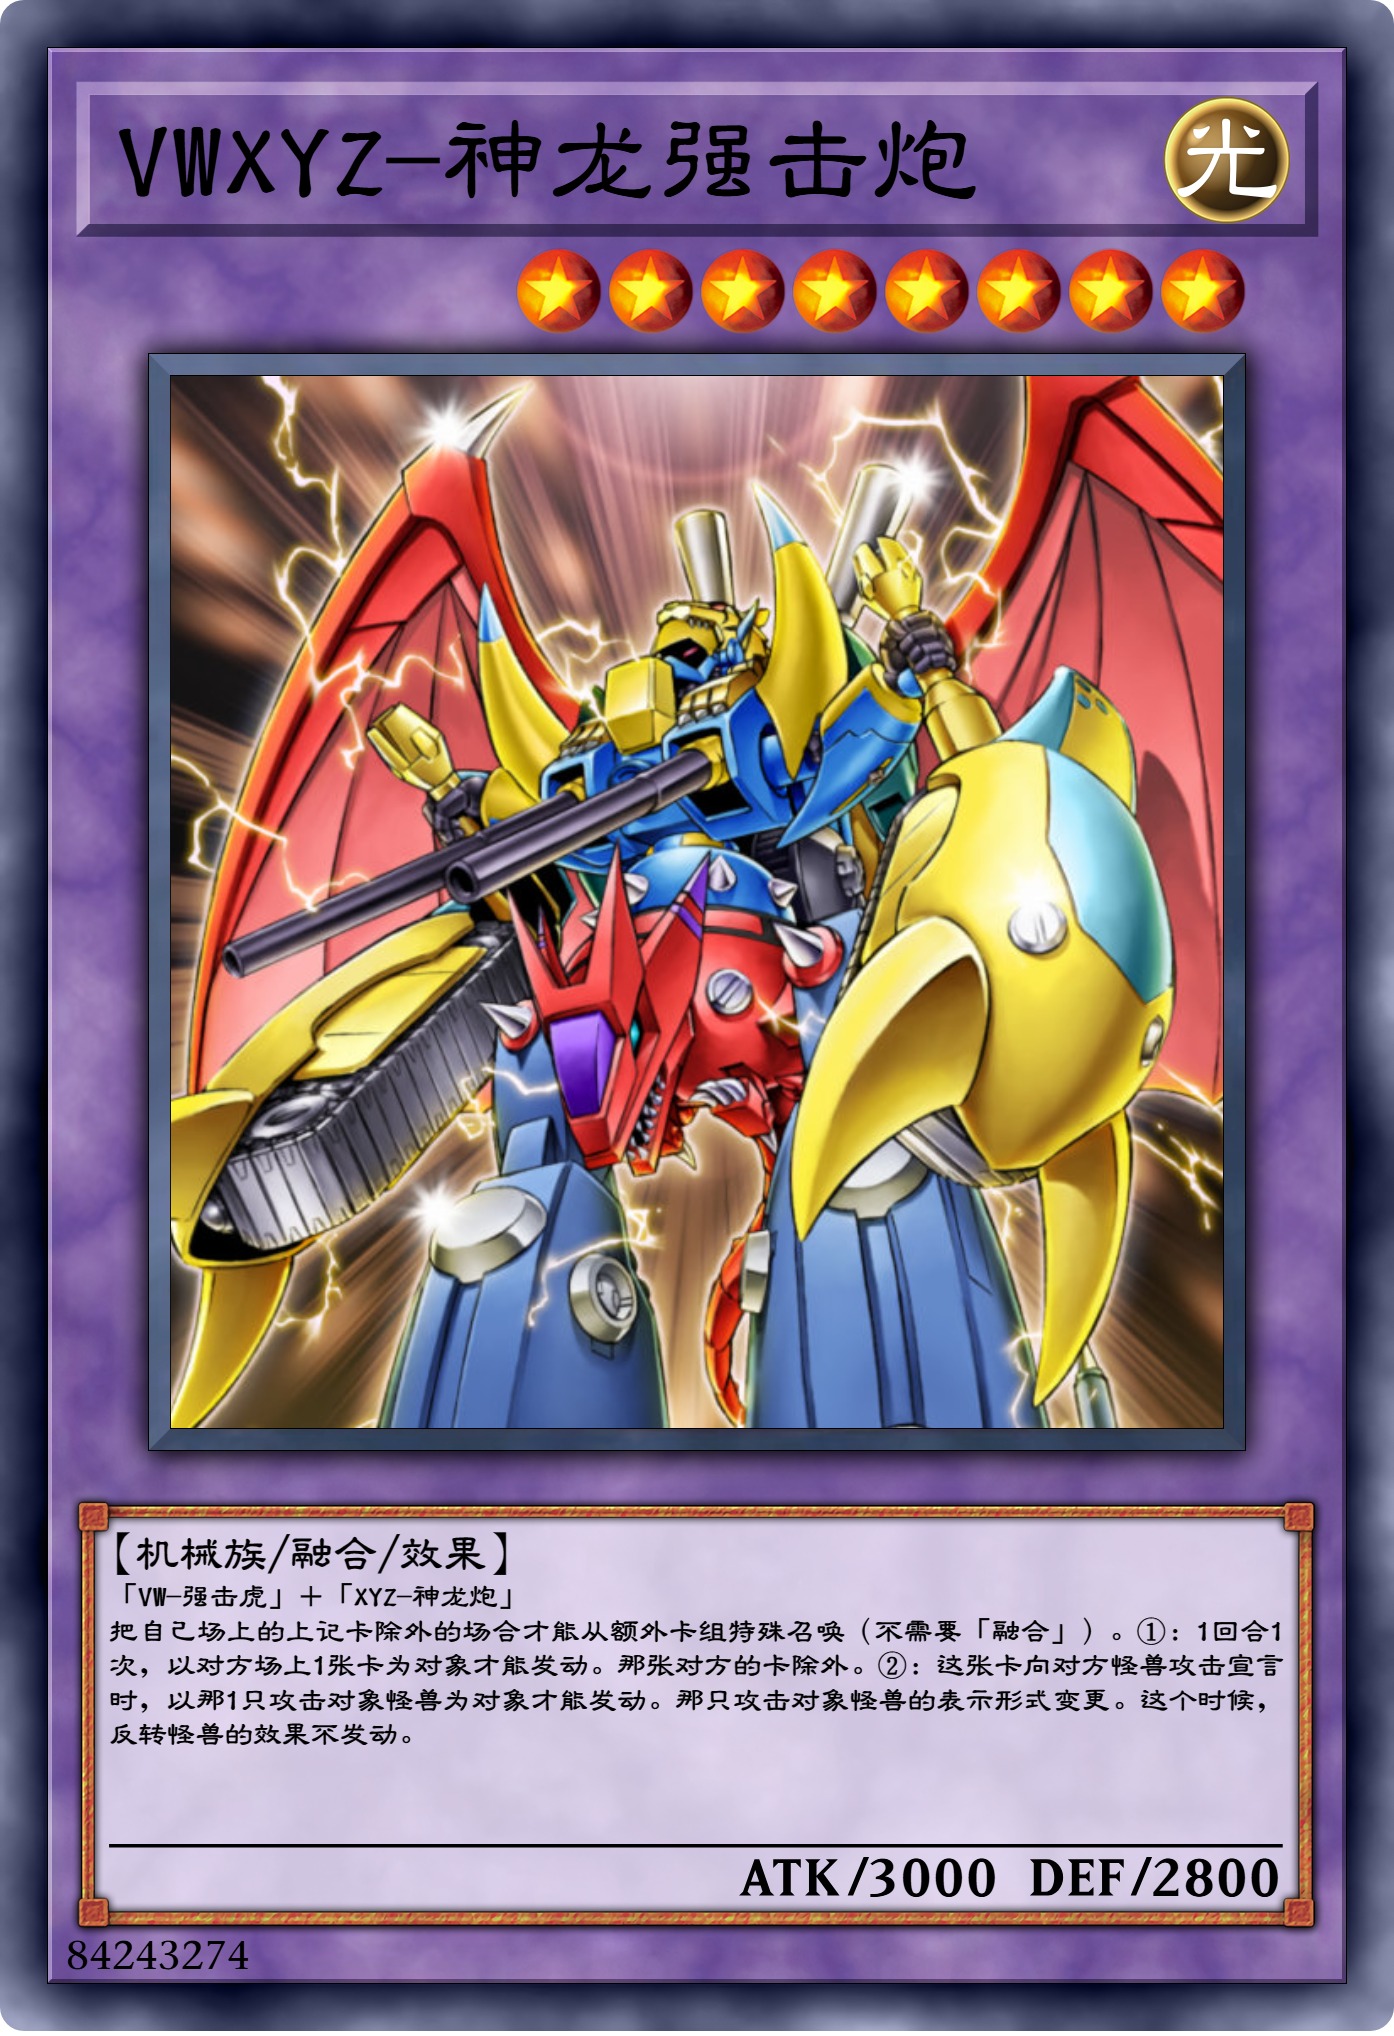 VWXYZ-神龙强击炮
光
【机械族/融合/效果】
「VW-强击虎」＋「XYZ-神龙炮」
把自己场上的上记卡除外的场合才能从额外卡组特殊召唤（不需要「融合」）。①：1回合1
次，以对方场上1张卡为对象才能发动。那张对方的卡除外。②：这张卡向对方怪兽攻击宣言
时，以那1只攻击对象怪兽为对象才能发动。那只攻击对象怪兽的表示形式变更。这个时候，
反转怪兽的效果不发动。
ATK/3000 DEF/2800
84243274